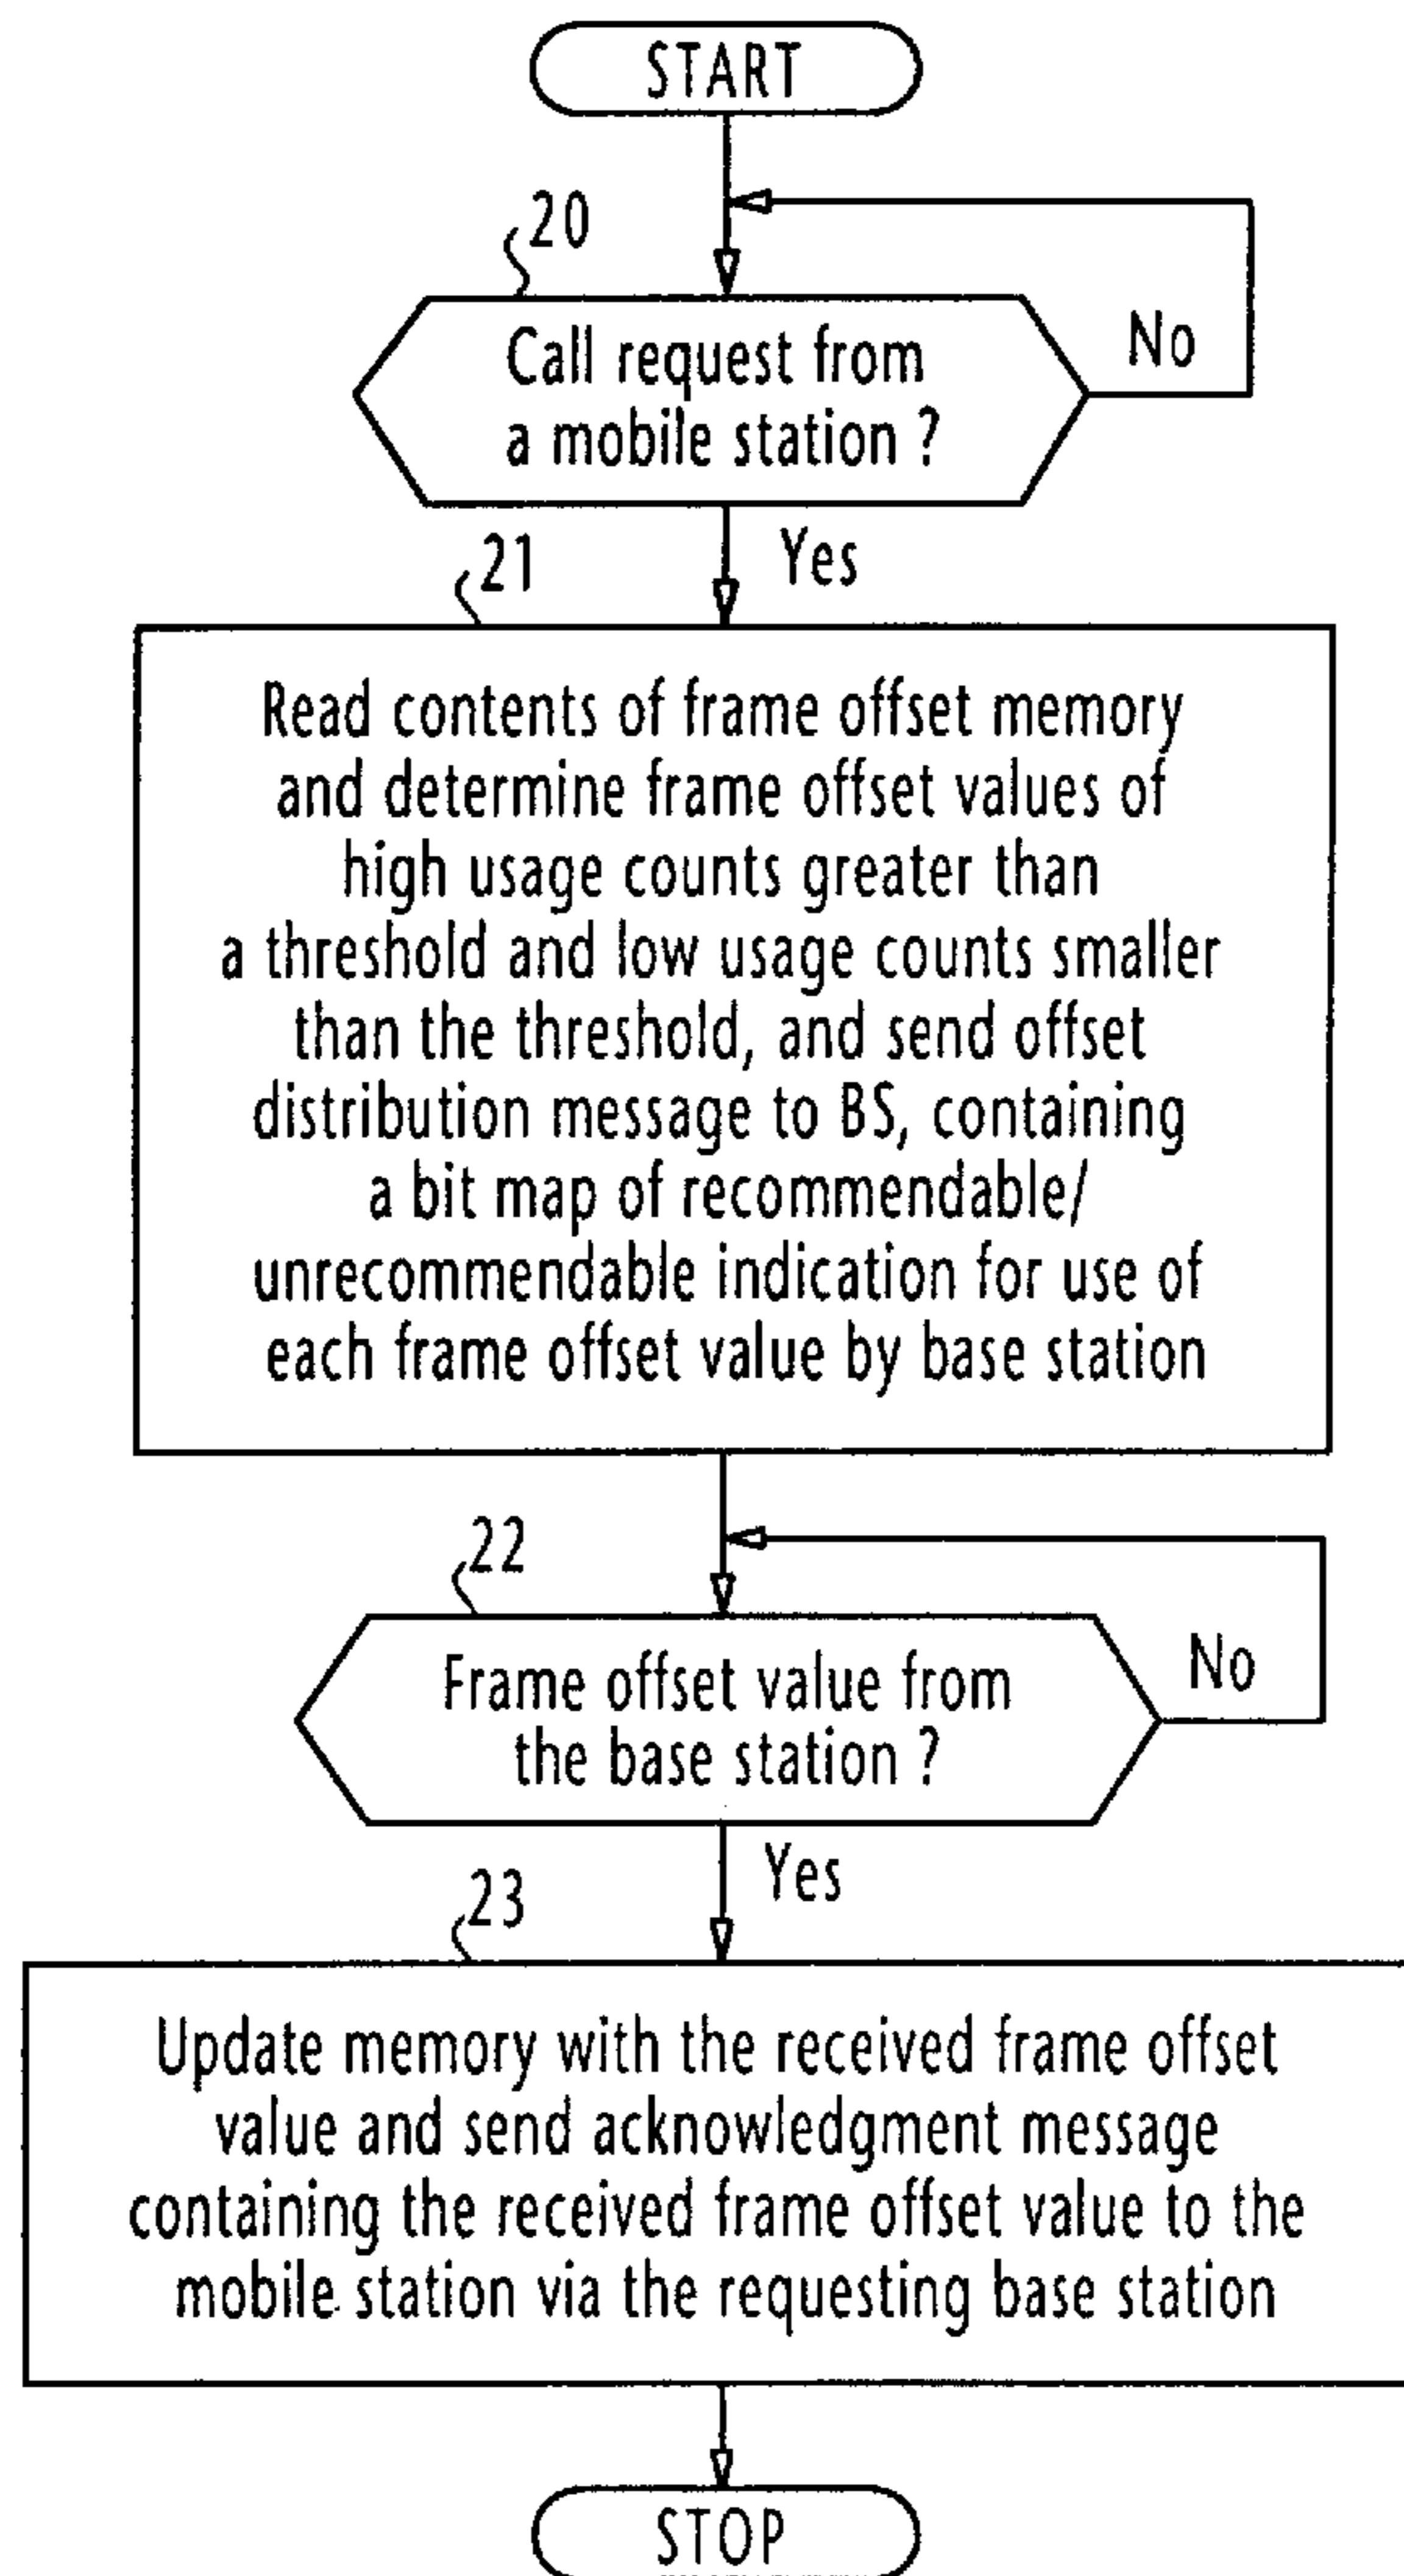 START
20
Call request from
a mobile station ?
No
Yes
21
Read contents of frame offset memory
and determine frame offset values of
high usage counts greater than
a threshold and low usage counts smaller
than the threshold, and send offset
distribution message to BS, containing
a bit map of recommendable/
unrecommendable indication for use of
each frame offset value by base station
22
Frame offset value from
the base station ?
No
Yes
23
Update memory with the received frame offset
value and send acknowledgment message
containing the received frame offset value to the
mobile station via the requesting base station
STOP